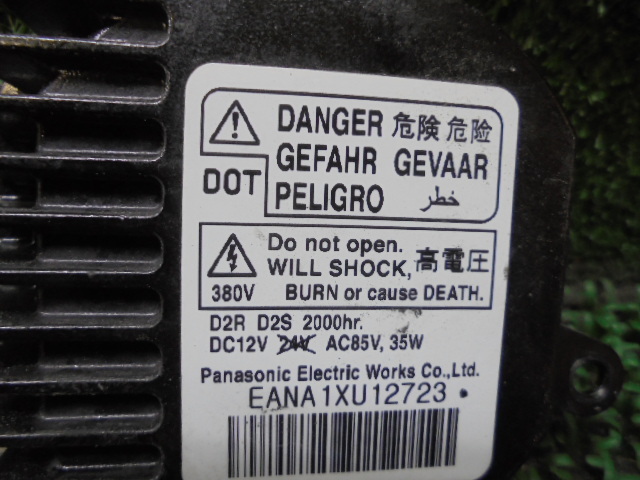 DANGER 危険 危险
GEFAHR GEVAAR
DOT PELIGRO خطر
Do not open.
WILL SHOCK, 高電圧
380V BURN or cause DEATH.
D2R D2S 2000hr.
DC12V 24V AC85V, 35W
Panasonic Electric Works Co.,Ltd.
EANA1XU12723